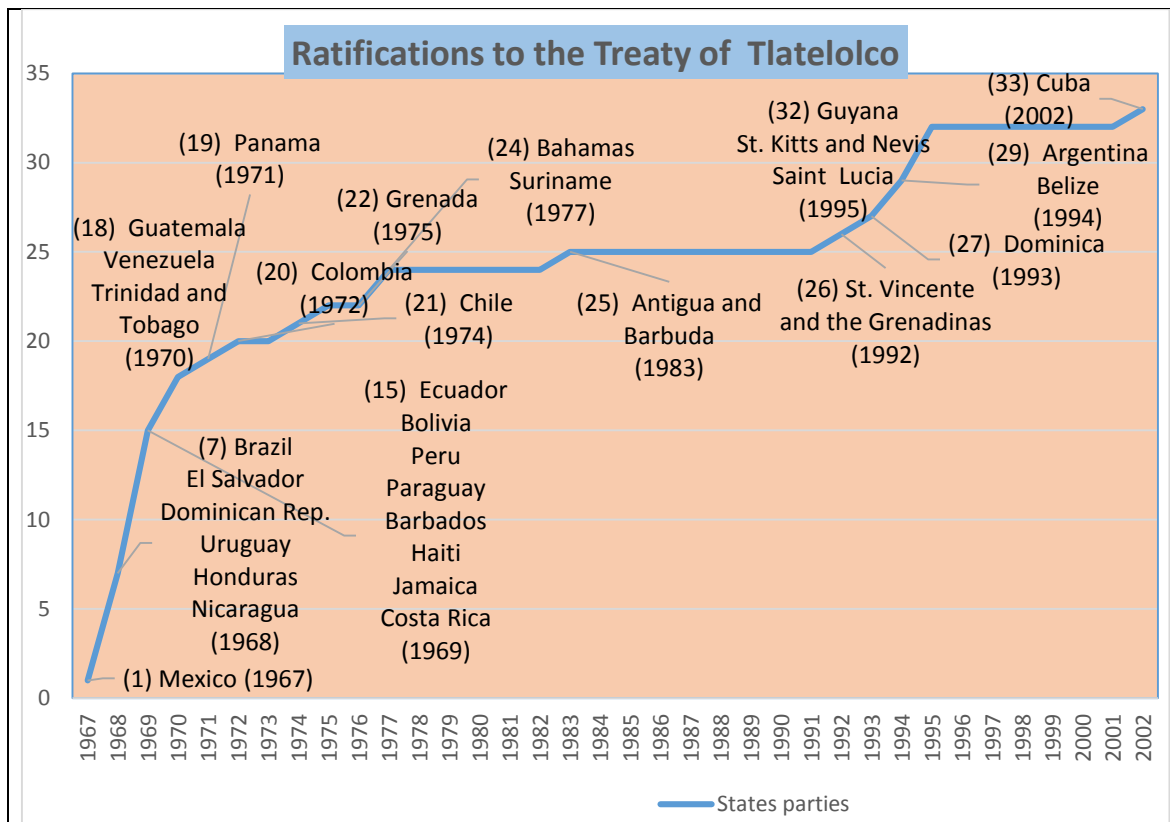 Ratifications to the Treaty of Tlatelolco
35
30
25
20
15
10
5
0
(1) Mexico (1967)
(7) Brazil
El Salvador
Dominican Rep.
Uruguay
Honduras
Nicaragua
(1968)
(15) Ecuador
Bolivia
Peru
Paraguay
Barbados
Haiti
Jamaica
Costa Rica
(1969)
(18) Guatemala
Venezuela
Trinidad and
Tobago
(1970)
(19) Panama
(1971)
(20) Colombia
(1972)
(21) Chile
(1974)
(22) Grenada
(1975)
(24) Bahamas
Suriname
(1977)
(25) Antigua and
Barbuda
(1983)
(26) St. Vincente
and the Grenadinas
(1992)
(27) Dominica
(1993)
(29) Argentina
Belize
(1994)
(32) Guyana
St. Kitts and Nevis
Saint Lucia
(1995)
(33) Cuba
(2002)
1967
1968
1969
1970
1971
1972
1973
1974
1975
1976
1977
1978
1979
1980
1981
1982
1983
1984
1985
1986
1987
1988
1989
1990
1991
1992
1993
1994
1995
1996
1997
1998
1999
2000
2001
2002
States parties